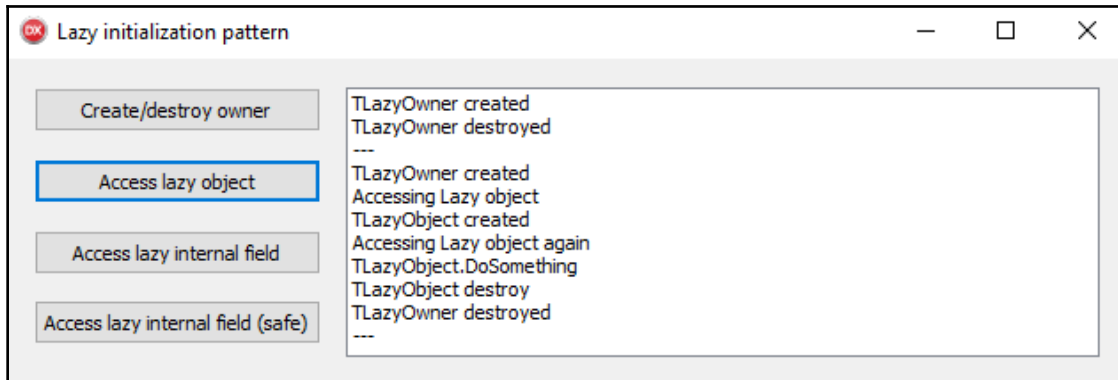 DX Lazy initialization pattern
Create/destroy owner
Access lazy object
Access lazy internal field
Access lazy internal field (safe)
TLazyOwner created
TLazyOwner destroyed
---
TLazyOwner created
Accessing Lazy object
TLazyObject created
Accessing Lazy object again
TLazyObject.DoSomething
TLazyObject destroy
TLazyOwner destroyed
---